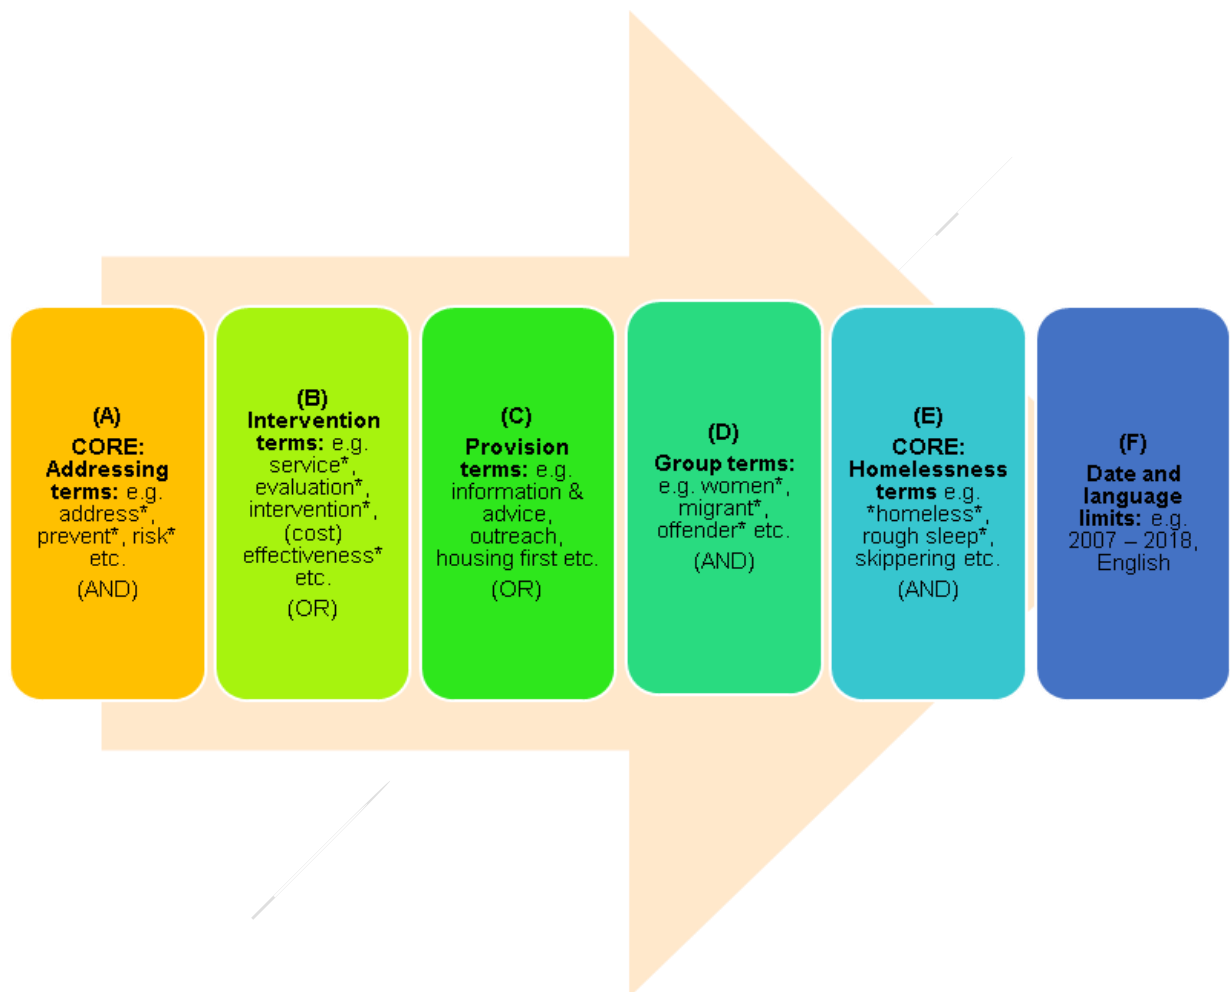 (A)
CORE:
Addressing
terms: e.g.
address*,
prevent*, risk*
etc.
(AND)
(B)
Intervention
terms: e.g.
service*,
evaluation*,
intervention*,
(cost)
effectiveness*
etc.
(OR)
(C)
Provision
terms: e.g.
information &
advice,
outreach,
housing first etc.
(OR)
(D)
Group terms:
e.g. women*,
migrant*,
offender* etc.
(AND)
(E)
CORE:
Homelessness
terms e.g.
*homeless*,
rough sleep*,
skippering etc.
(AND)
(F)
Date and
language
limits: e.g.
2007 – 2018,
English